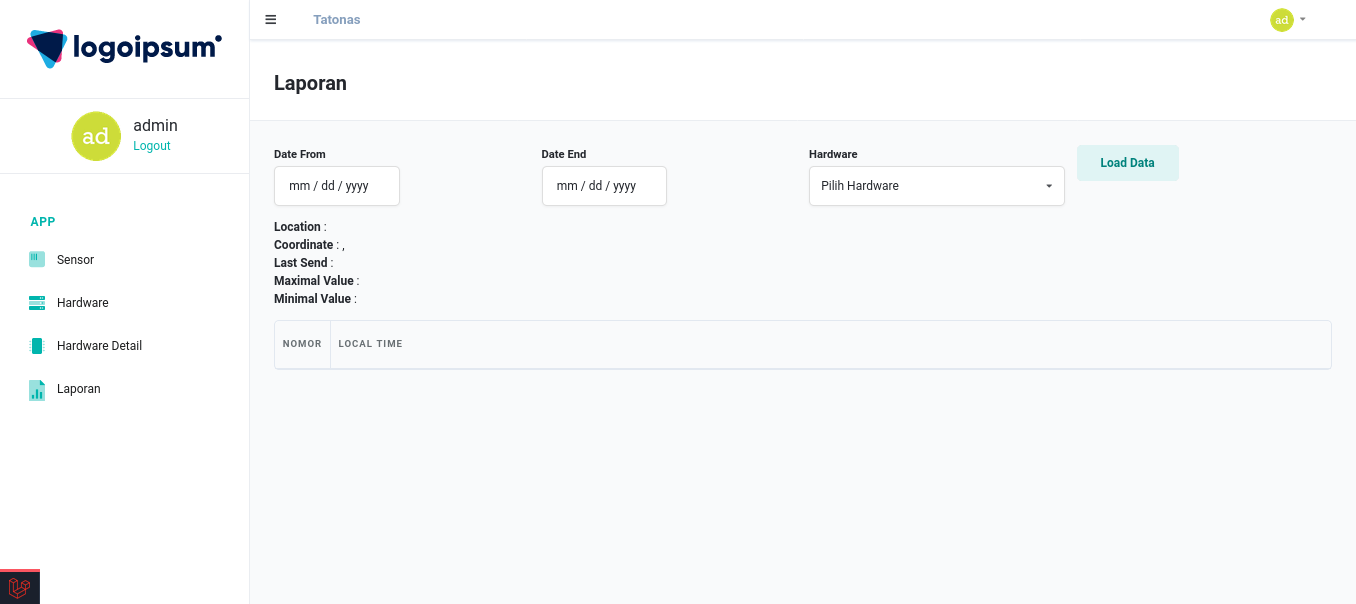 logoipsum
Tatonas
ad
ad
admin
Logout
APP
Sensor
Hardware
Hardware Detail
Laporan
Laporan
Date From
Date End
Hardware
mm / dd / yyyy
mm / dd / yyyy
Pilih Hardware
Load Data
Location :
Coordinate : ,
Last Send :
Maximal Value :
Minimal Value :
NOMOR
LOCAL TIME